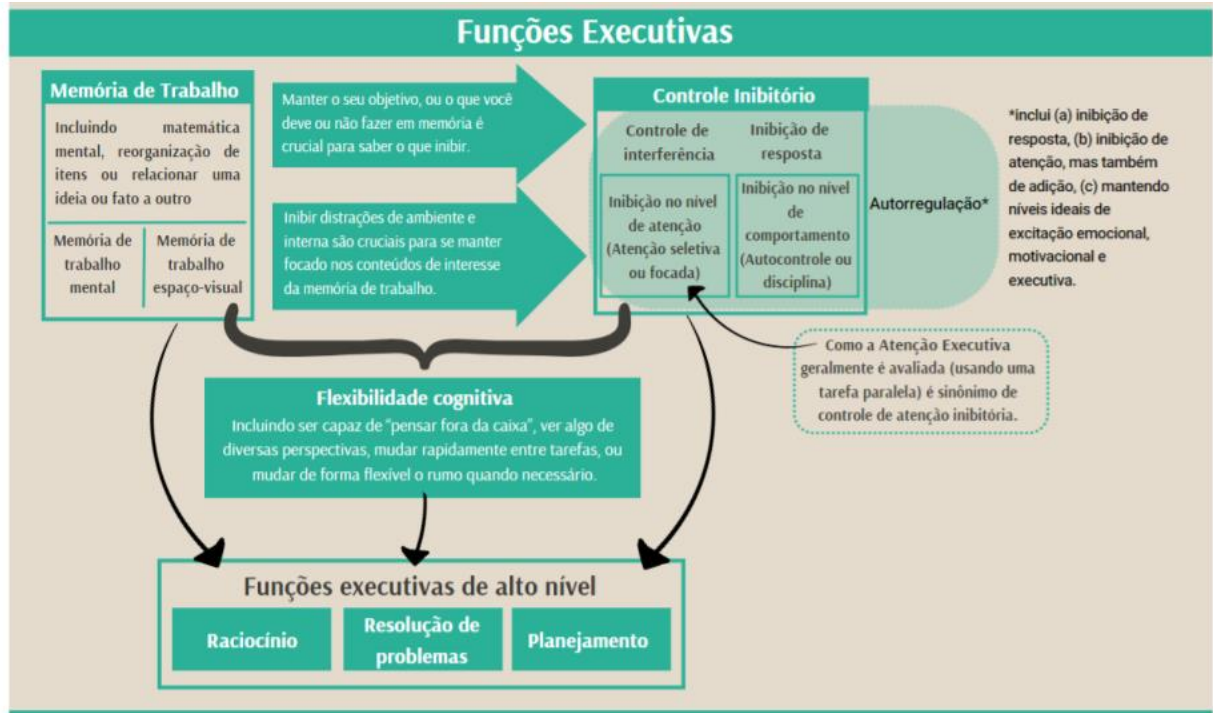 Funções Executivas
Memória de Trabalho
Incluindo matemática
mental, reorganização de
itens ou relacionar uma
ideia ou fato a outro
Memória de
trabalho
mental
Memória de
trabalho
espaço-visual
Manter o seu objetivo, ou o que você
deve ou não fazer em memória é
crucial para saber o que inibir.
Inibir distrações de ambiente e
interna são cruciais para se manter
focado nos conteúdos de interesse
da memória de trabalho.
Controle Inibitório
Controle de
interferência
Inibição de
resposta
Inibição no nível
de atenção
(Atenção seletiva
ou focada)
Inibição no nível
de
comportamento
(Autocontrole ou
disciplina)
Autorregulação*
*inclui (a) inibição de
resposta, (b) inibição de
atenção, mas também
de adição, (c) mantendo
níveis ideais de
excitação emocional,
motivacional e
executiva.
Como a Atenção Executiva
geralmente é avaliada (usando uma
tarefa paralela) é sinônimo de
controle de atenção inibitória.
Flexibilidade cognitiva
Incluindo ser capaz de “pensar fora da caixa”, ver algo de
diversas perspectivas, mudar rapidamente entre tarefas, ou
mudar de forma flexível o rumo quando necessário.
Funções executivas de alto nível
Raciocínio
Resolução de
problemas
Planejamento